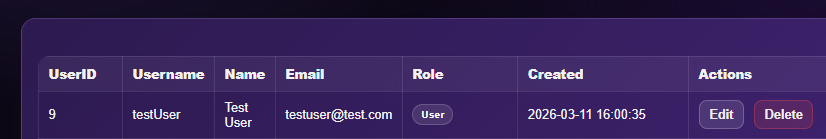 UserID Username Name Email Role Created Actions
9 testUser Test User testuser@test.com User 2026-03-11 16:00:35 Edit Delete